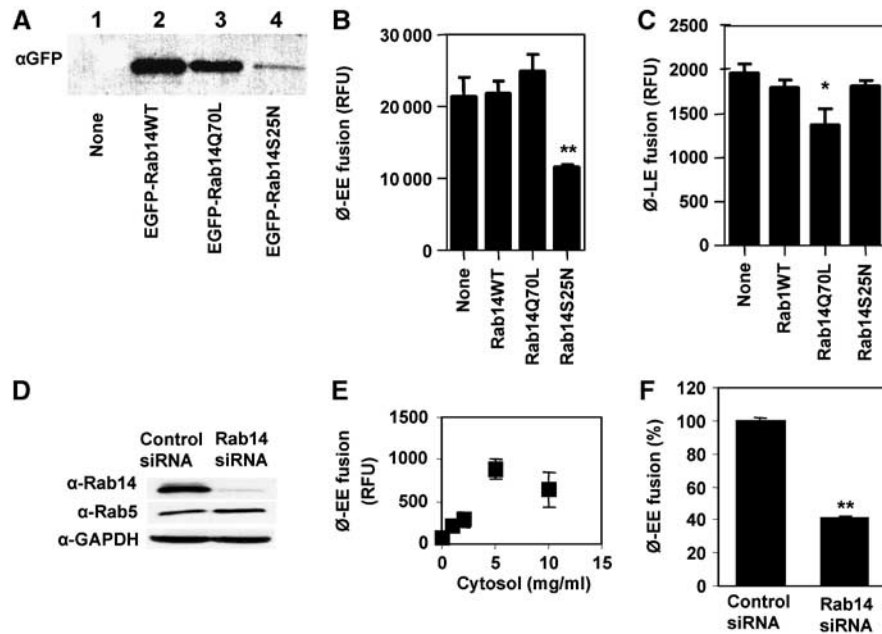 A
1 2 3 4
αGFP
None
EGFP-Rab14WT
EGFP-Rab14Q70L
EGFP-Rab14S25N
B
Ø-EE fusion (RFU)
30 000
20 000
10 000
0
**
None
Rab14WT
Rab14Q70L
Rab14S25N
C
Ø-LE fusion (RFU)
2500
2000
1500
1000
500
0
*
None
Rab1WT
Rab14Q70L
Rab14S25N
D
Control siRNA
Rab14 siRNA
α-Rab14
α-Rab5
α-GAPDH
E
Ø-EE fusion
(RFU)
1500
1000
500
0
0 5 10 15
Cytosol (mg/ml)
F
Ø-EE fusion (%)
120
100
80
60
40
20
0
**
Control
siRNA
Rab14
siRNA